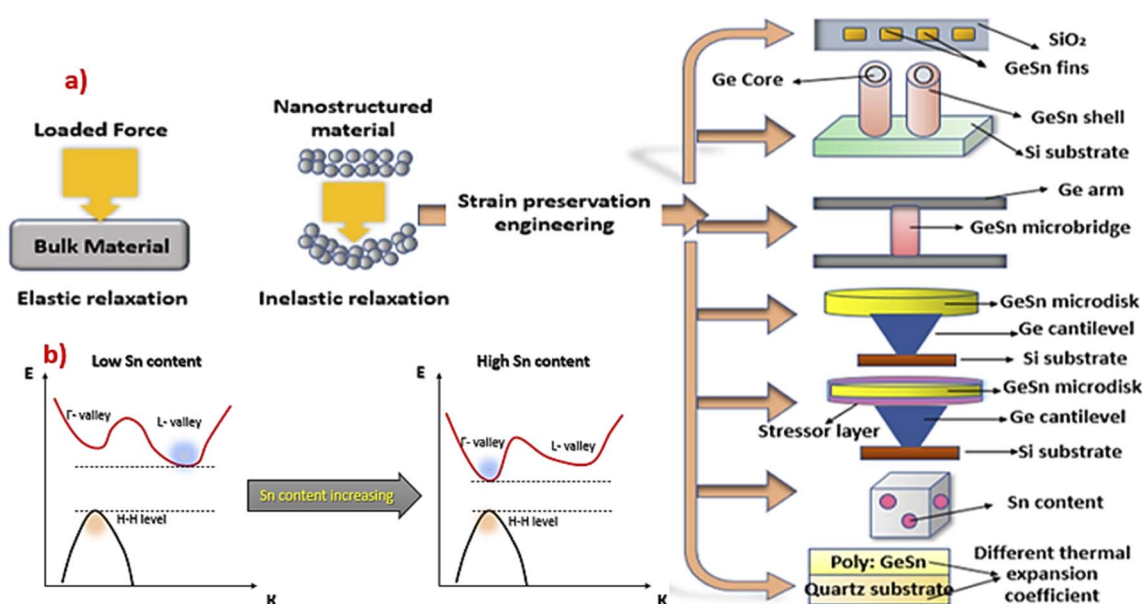 a)
Loaded Force
Bulk Material
Elastic relaxation
Nanostructured
material
Inelastic relaxation
Strain preservation
engineering
SiO₂
GeSn fins
Ge Core
GeSn shell
Si substrate
Ge arm
GeSn microbridge
GeSn microdisk
Ge cantilevel
Si substrate
GeSn microdisk
Ge cantilevel
Stressor layer
Si substrate
Sn content
Poly: GeSn
Quartz substrate
Different thermal
expansion
coefficient
b)
Low Sn content
E
Γ- valley
L- valley
H-H level
K
Sn content increasing
High Sn content
E
Γ- valley
L- valley
H-H level
K